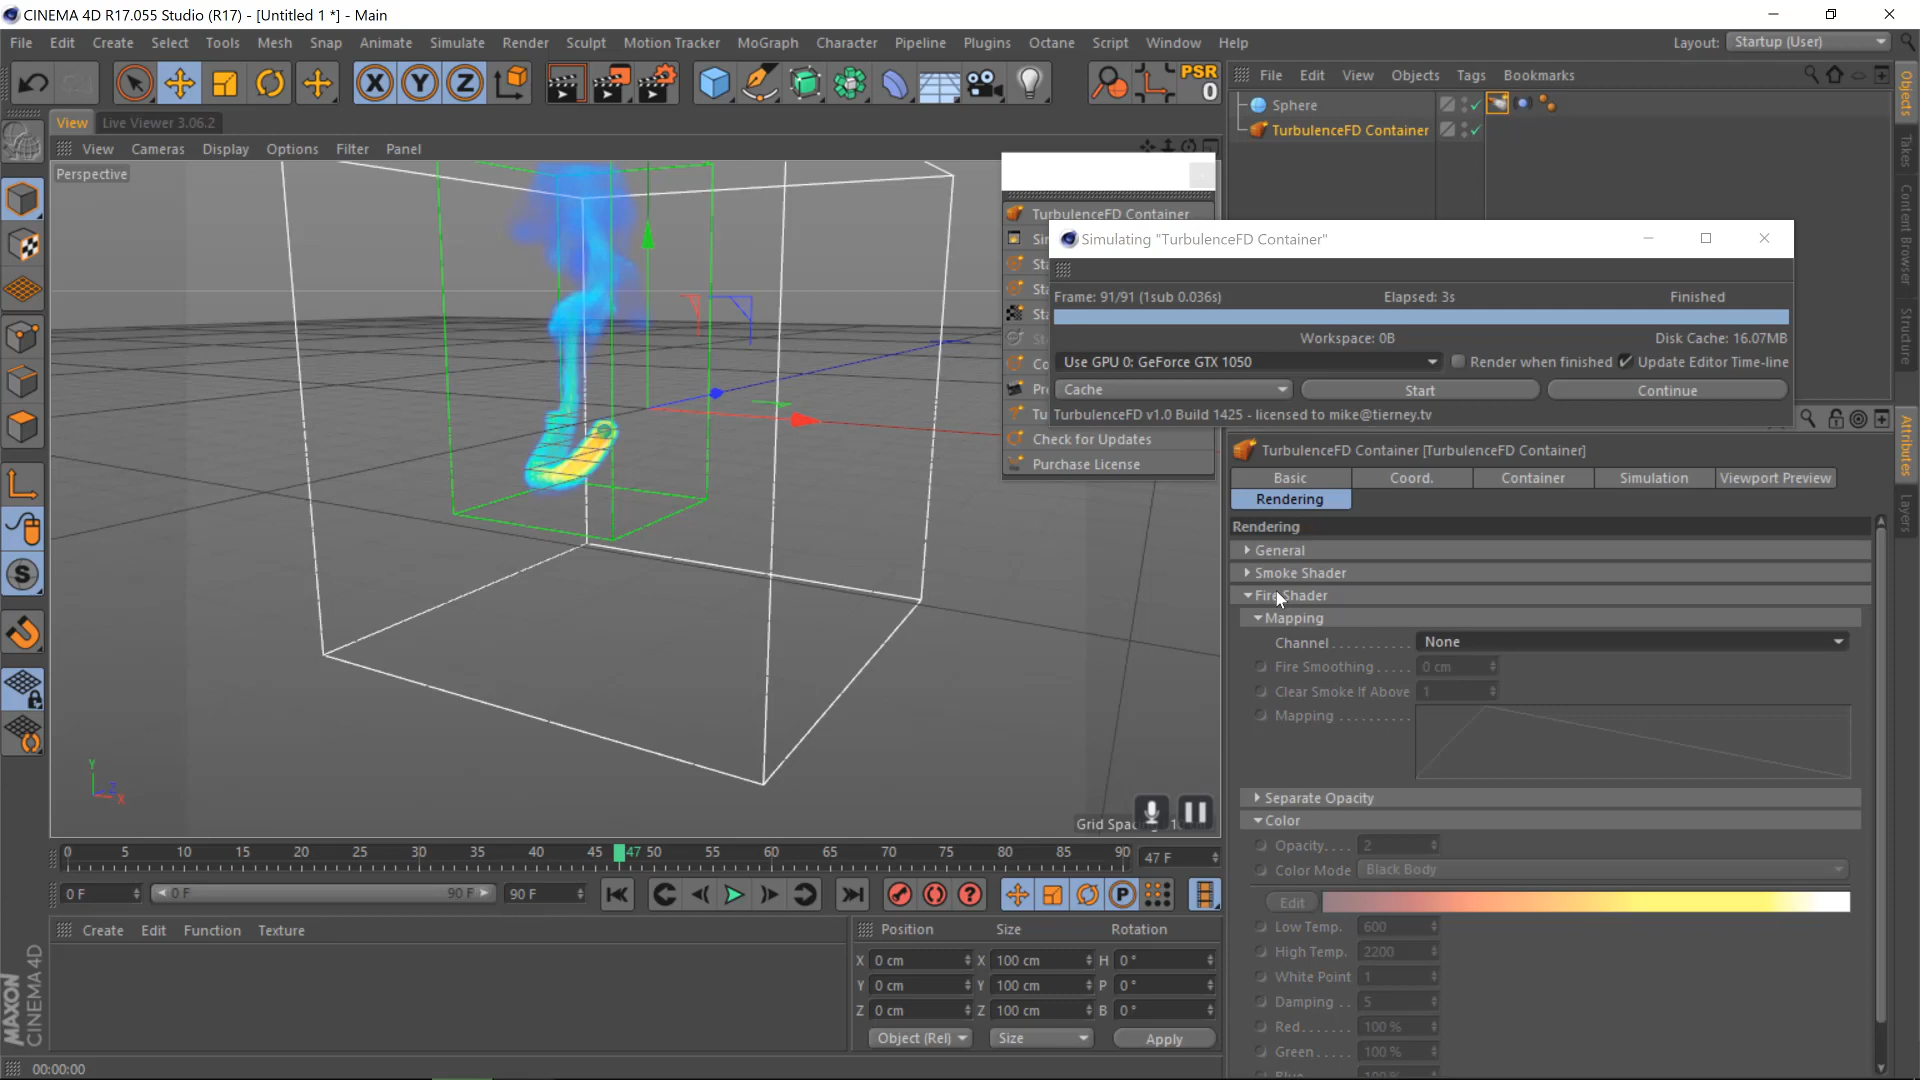 CINEMA 4D R17.055 Studio (R17) - [Untitled 1 *] - Main
File Edit Create Select Tools Mesh Snap Animate Simulate Render Sculpt Motion Tracker MoGraph Character Pipeline Plugins Octane Script Window Help
Layout: Startup (User)
X Y Z
PSR
0
File Edit View Objects Tags Bookmarks
Sphere
TurbulenceFD Container
Objects
Takes
Content Browser
Structure
Attributes
Layers
View Live Viewer 3.06.2
View Cameras Display Options Filter Panel
Perspective
TurbulenceFD Container
Check for Updates
Purchase License
Simulating "TurbulenceFD Container"
Frame: 91/91 (1sub 0.036s) Elapsed: 3s Finished
Workspace: 0B Disk Cache: 16.07MB
Use GPU 0: GeForce GTX 1050 Render when finished Update Editor Time-line
Cache Start Continue
TurbulenceFD v1.0 Build 1425 - licensed to mike@tierney.tv
TurbulenceFD Container [TurbulenceFD Container]
Basic Coord. Container Simulation Viewport Preview
Rendering
Rendering
General
Smoke Shader
Fire Shader
Mapping
Channel None
Fire Smoothing 0 cm
Clear Smoke If Above 1
Mapping
Separate Opacity
Color
Opacity 2
Color Mode Black Body
Edit
Low Temp. 600
High Temp. 2200
White Point 1
Damping 5
Red 100 %
Green 100 %
Y
Z
X
0 5 10 15 20 25 30 35 40 45 47 50 55 60 65 70 75 80 85 90 47 F
0 F 0 F 90 F 90 F
Create Edit Function Texture
Position Size Rotation
X 0 cm X 100 cm H 0 °
Y 0 cm Y 100 cm P 0 °
Z 0 cm Z 100 cm B 0 °
Object (Rel) Size Apply
MAXON
CINEMA 4D
00:00:00